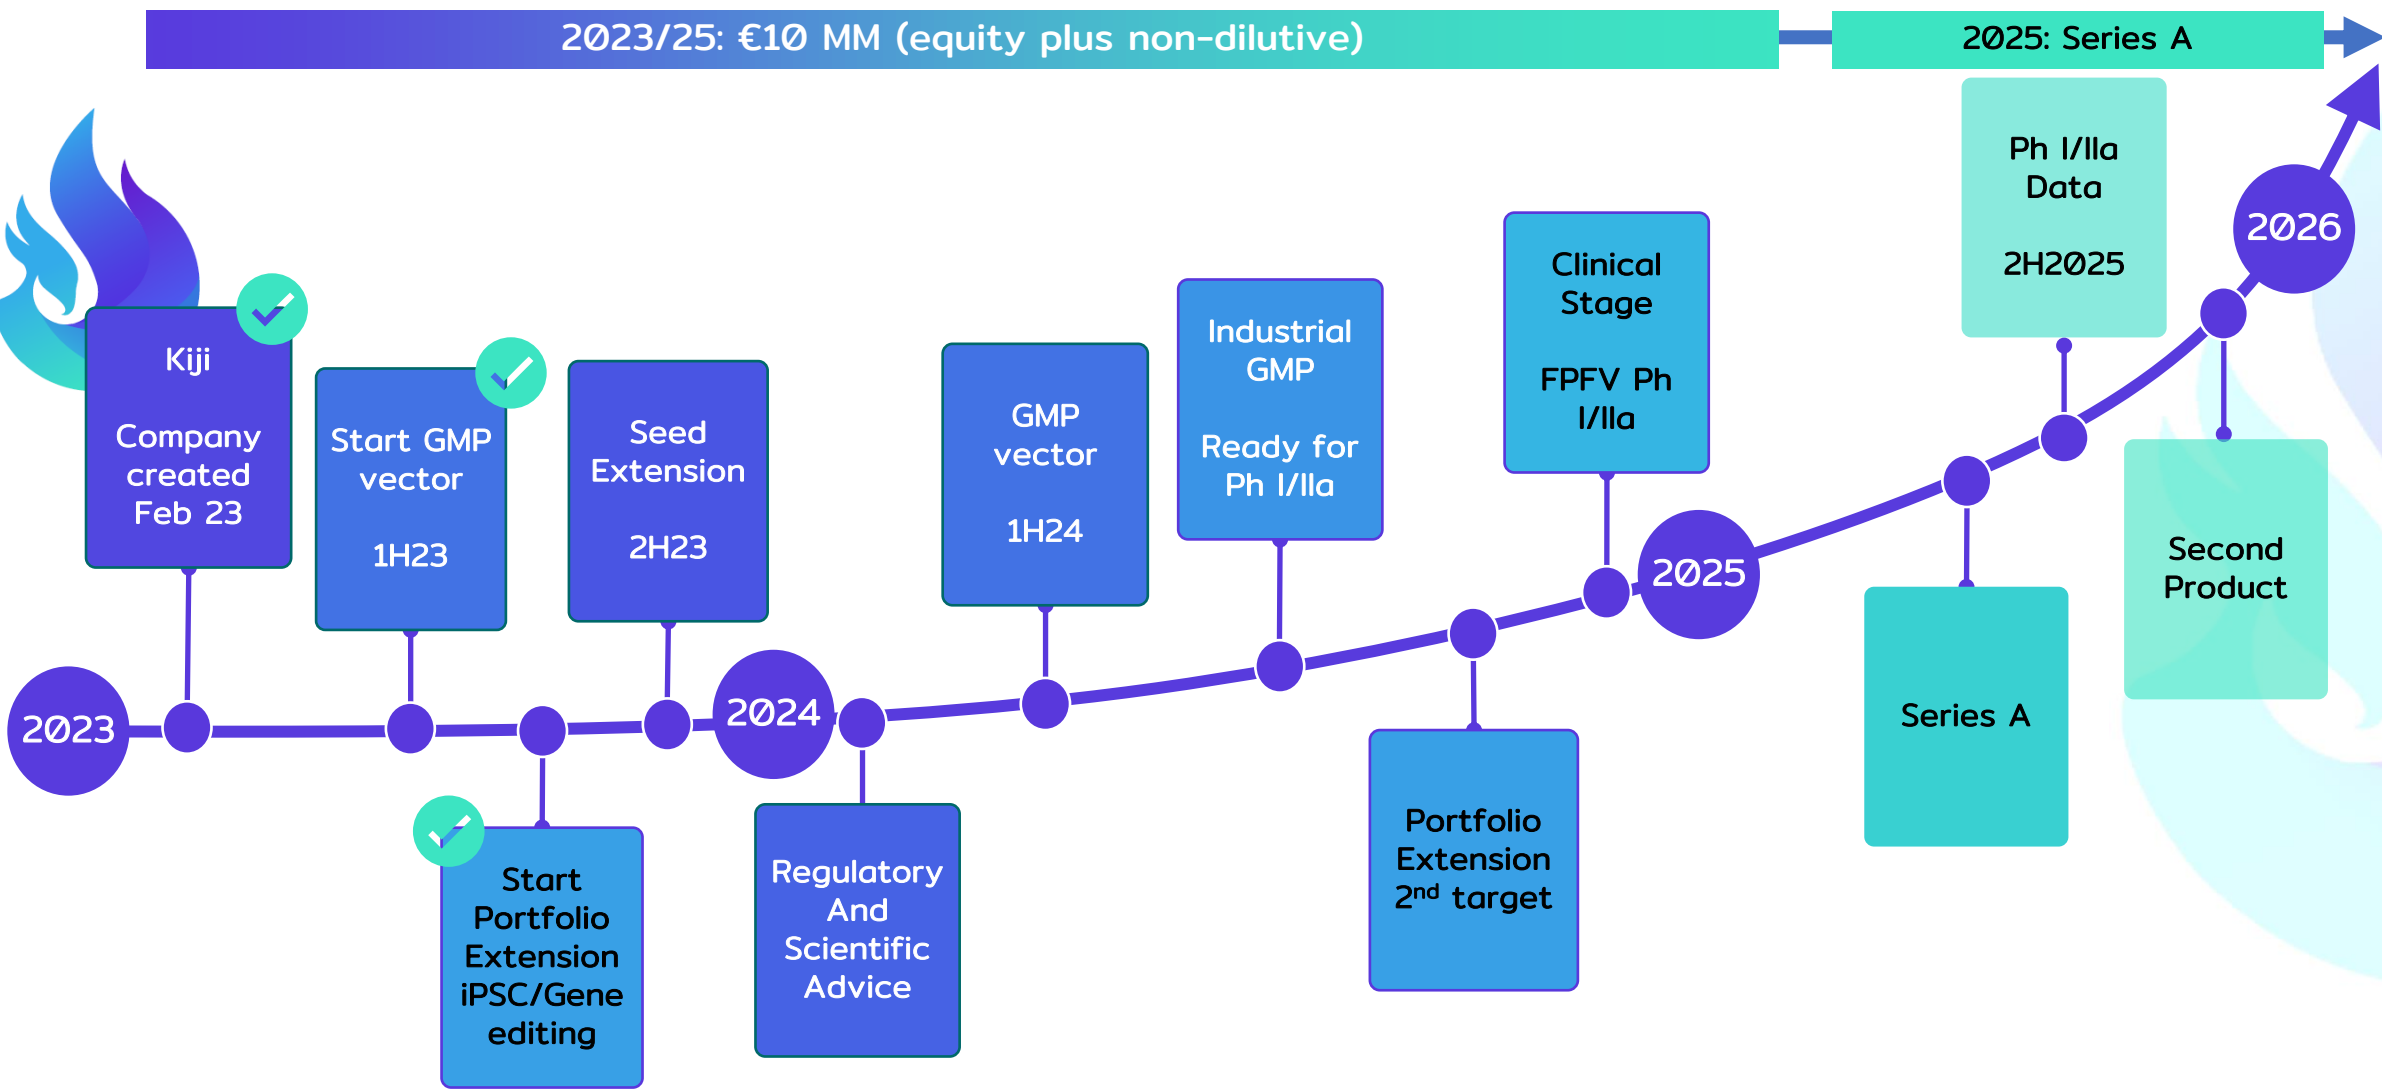 2023/25: €10 MM (equity plus non-dilutive)
2025: Series A
Kiji
Company
created
Feb 23
Start GMP
vector
1H23
Seed
Extension
2H23
GMP
vector
1H24
Industrial
GMP
Ready for
Ph I/IIa
Clinical
Stage
FPFV Ph
I/IIa
Ph I/IIa
Data
2H2025
2023
2024
2025
2026
Start
Portfolio
Extension
iPSC/Gene
editing
Regulatory
And
Scientific
Advice
Portfolio
Extension
2nd target
Series A
Second
Product